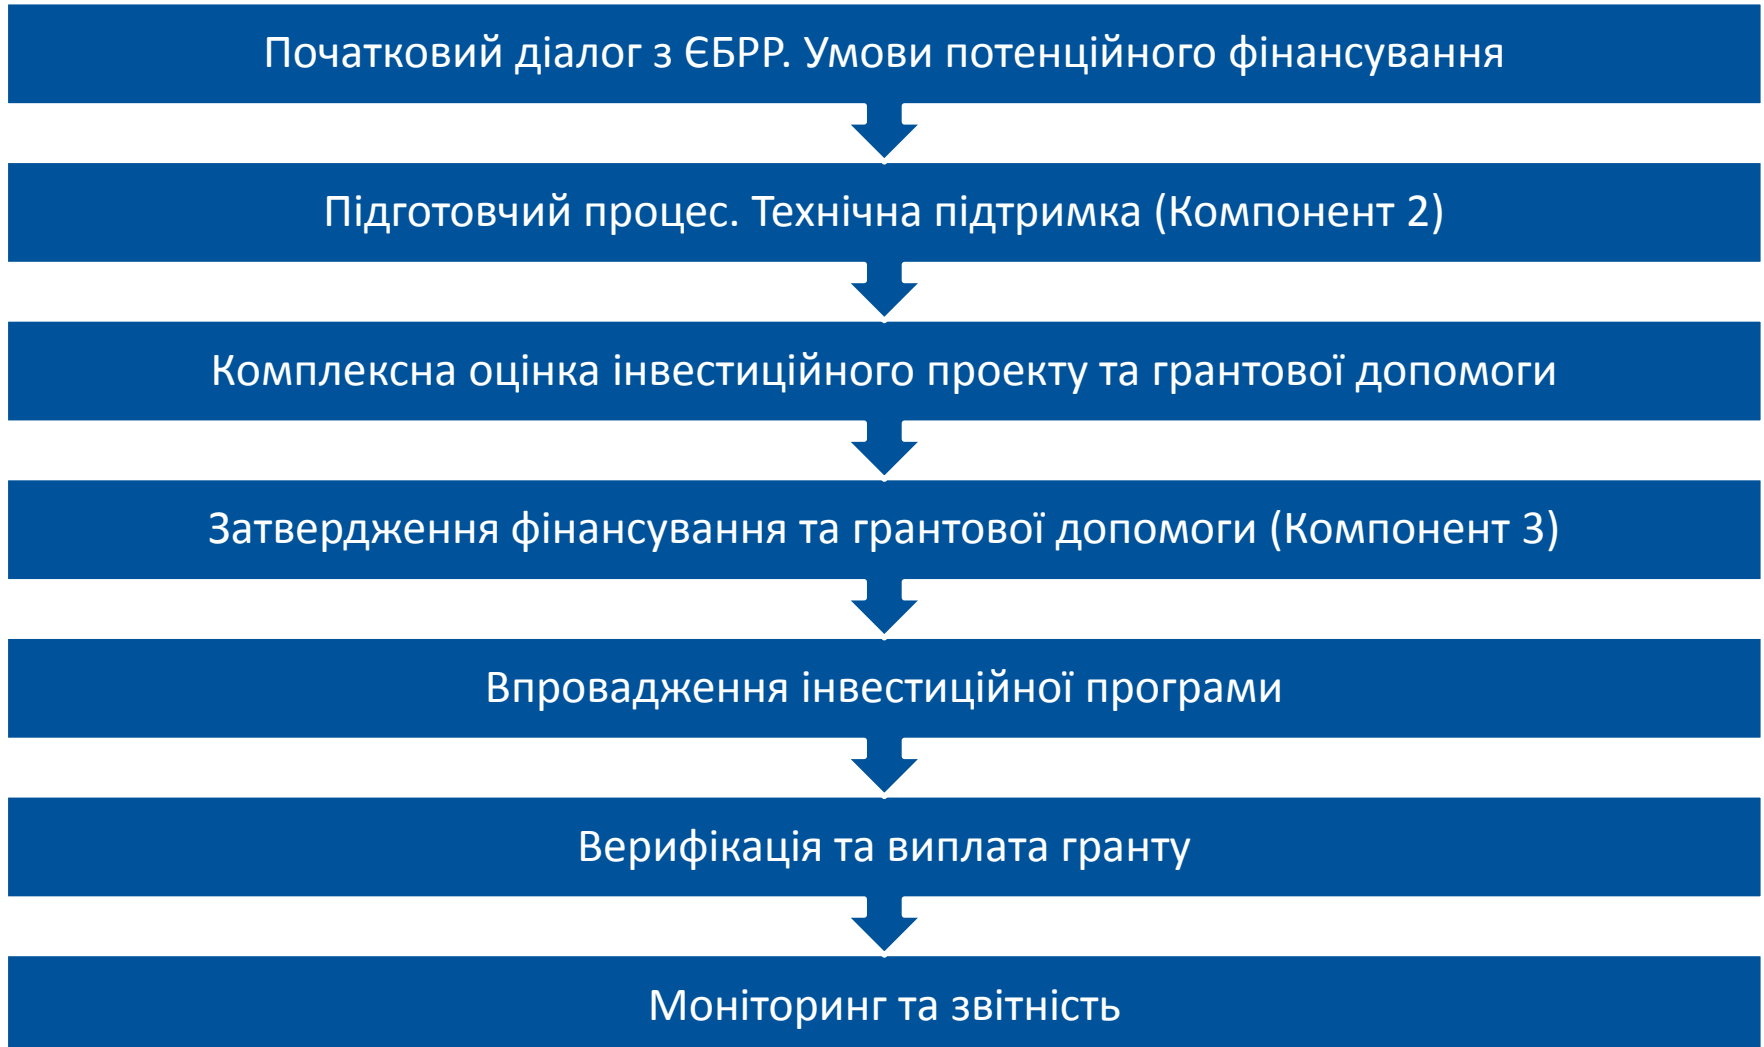 Початковий діалог з ЄБРР. Умови потенційного фінансування
Підготовчий процес. Технічна підтримка (Компонент 2)
Комплексна оцінка інвестиційного проекту та грантової допомоги
Затвердження фінансування та грантової допомоги (Компонент 3)
Впровадження інвестиційної програми
Верифікація та виплата гранту
Моніторинг та звітність